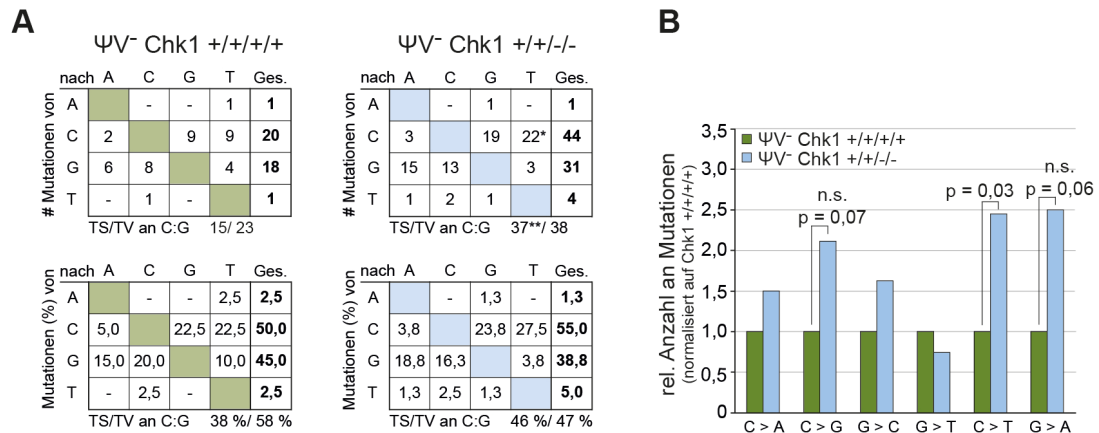 A
ΨV⁻ Chk1 +/+/+/+
nach A C G T Ges.
# Mutationen von
A - - 1 1
C 2 9 9 20
G 6 8 4 18
T - 1 - 1
TS/TV an C:G 15/ 23
ΨV⁻ Chk1 +/+/-/-
nach A C G T Ges.
# Mutationen von
A - 1 - 1
C 3 19 22* 44
G 15 13 3 31
T 1 2 1 4
TS/TV an C:G 37**/ 38
nach A C G T Ges.
Mutationen (%) von
A - - 2,5 2,5
C 5,0 22,5 22,5 50,0
G 15,0 20,0 10,0 45,0
T - 2,5 - 2,5
TS/TV an C:G 38 %/ 58 %
nach A C G T Ges.
Mutationen (%) von
A - 1,3 - 1,3
C 3,8 23,8 27,5 55,0
G 18,8 16,3 3,8 38,8
T 1,3 2,5 1,3 5,0
TS/TV an C:G 46 %/ 47 %
B
rel. Anzahl an Mutationen
(normalisiert auf Chk1 +/+/+/+)
3,5
3,0
2,5
2,0
1,5
1,0
0,5
0
ΨV⁻ Chk1 +/+/+/+
ΨV⁻ Chk1 +/+/-/-
n.s.
p = 0,07
p = 0,03
n.s.
p = 0,06
C > A C > G G > C G > T C > T G > A